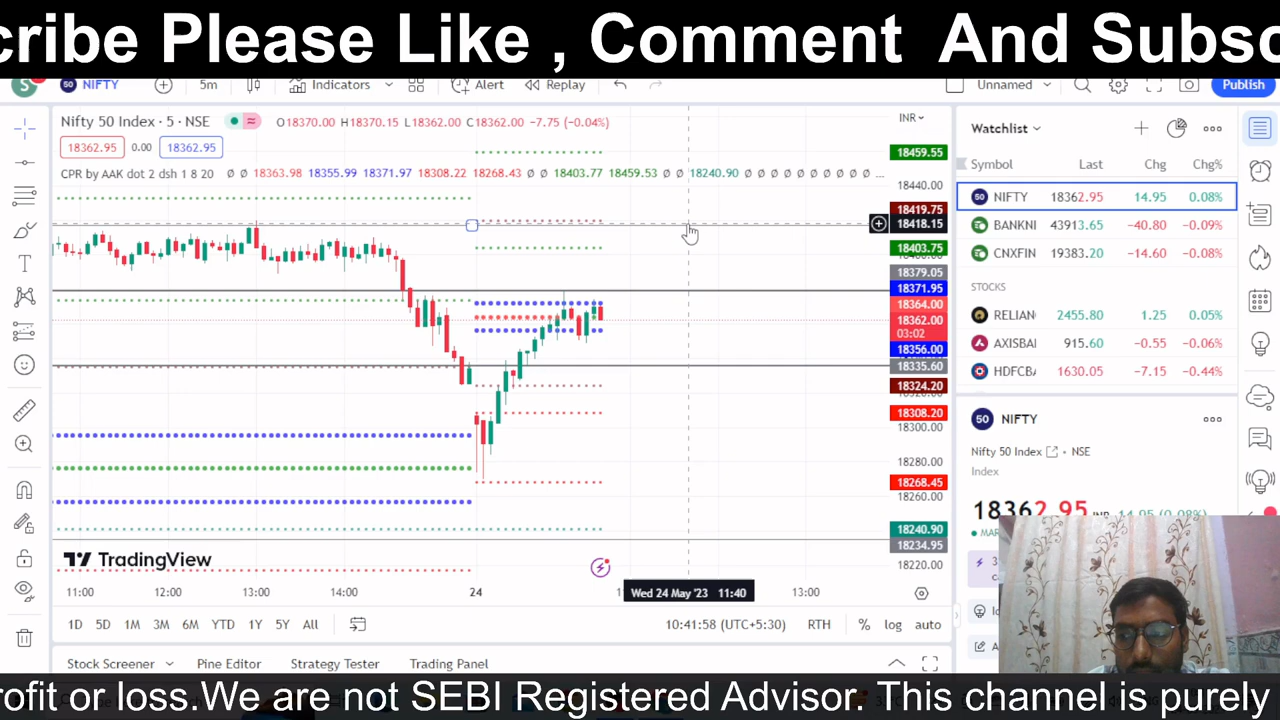 cribe Please Like , Comment And Subsc
NIFTY 5m Indicators Alert Replay Unnamed Publish
Nifty 50 Index · 5 · NSE O18370.00 H18370.15 L18362.00 C18362.00 −7.75 (−0.04%)
18362.95 0.00 18362.95
CPR by AAK dot 2 dsh 1 8 20 ∅ ∅ 18363.98 18355.99 18371.97 18308.22 18268.43 ∅ ∅ 18403.77 18459.53 ∅ ∅ 18240.90 ∅ ∅ ∅ ∅ ∅ ∅ ∅ ∅ ∅ ∅ ...
INR
18459.55
18440.00
18419.75
18418.15
18403.75
18379.05
18371.95
18364.00
18362.00
03:02
18356.00
18335.60
18324.20
18308.20
18300.00
18280.00
18268.45
18260.00
18240.90
18234.95
18220.00
TradingView
11:00 12:00 13:00 14:00 24 Wed 24 May '23 11:40 13:00
1D 5D 1M 3M 6M YTD 1Y 5Y All 10:41:58 (UTC+5:30) RTH % log auto
Stock Screener Pine Editor Strategy Tester Trading Panel
Watchlist
Symbol Last Chg Chg%
50 NIFTY 18362.95 14.95 0.08%
BANKNI 43913.65 −40.80 −0.09%
CNXFIN 19383.20 −14.60 −0.08%
STOCKS
RELIAN 2455.80 1.25 0.05%
AXISBA 915.60 −0.55 −0.06%
HDFCB 1630.05 −7.15 −0.44%
50 NIFTY
Nifty 50 Index · NSE
Index
18362.95 INR 14.95 (0.08%)
rofit or loss.We are not SEBI Registered Advisor. This channel is purely